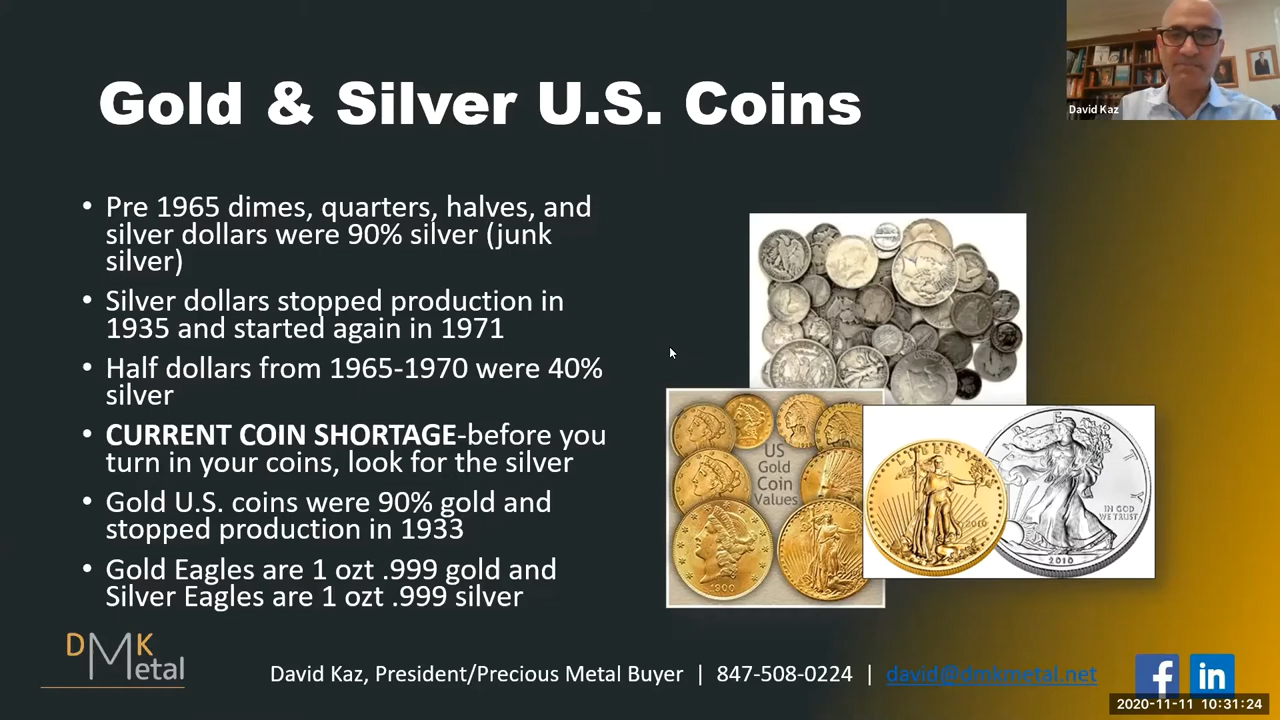 Gold & Silver U.S. Coins
David Kaz
• Pre 1965 dimes, quarters, halves, and
silver dollars were 90% silver (junk
silver)
• Silver dollars stopped production in
1935 and started again in 1971
• Half dollars from 1965-1970 were 40%
silver
• CURRENT COIN SHORTAGE-before you
turn in your coins, look for the silver
• Gold U.S. coins were 90% gold and
stopped production in 1933
• Gold Eagles are 1 ozt .999 gold and
Silver Eagles are 1 ozt .999 silver
US
Gold
Coin
Values
1900
LIBERTY
2010
IN GOD
WE TRUST
2010
DMK
etal
David Kaz, President/Precious Metal Buyer | 847-508-0224 | david@dmkmetal.net
f
in
2020-11-11 10:31:24